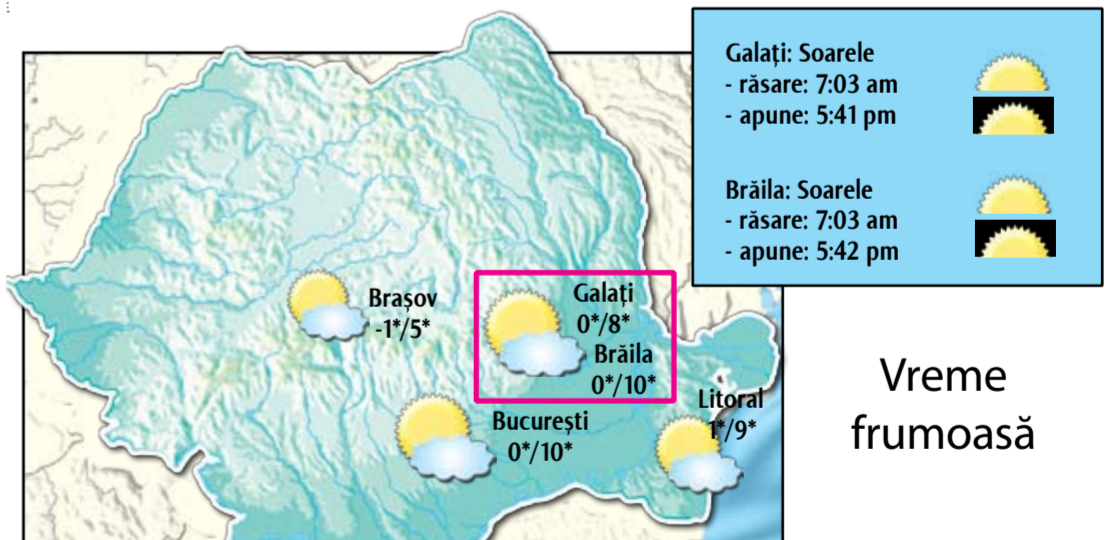 Galați: Soarele
- răsare: 7:03 am
- apune: 5:41 pm
Brăila: Soarele
- răsare: 7:03 am
- apune: 5:42 pm
Brașov
-1*/5*
Galați
0*/8*
Brăila
0*/10*
București
0*/10*
Litoral
1*/9*
Vreme
frumoasă